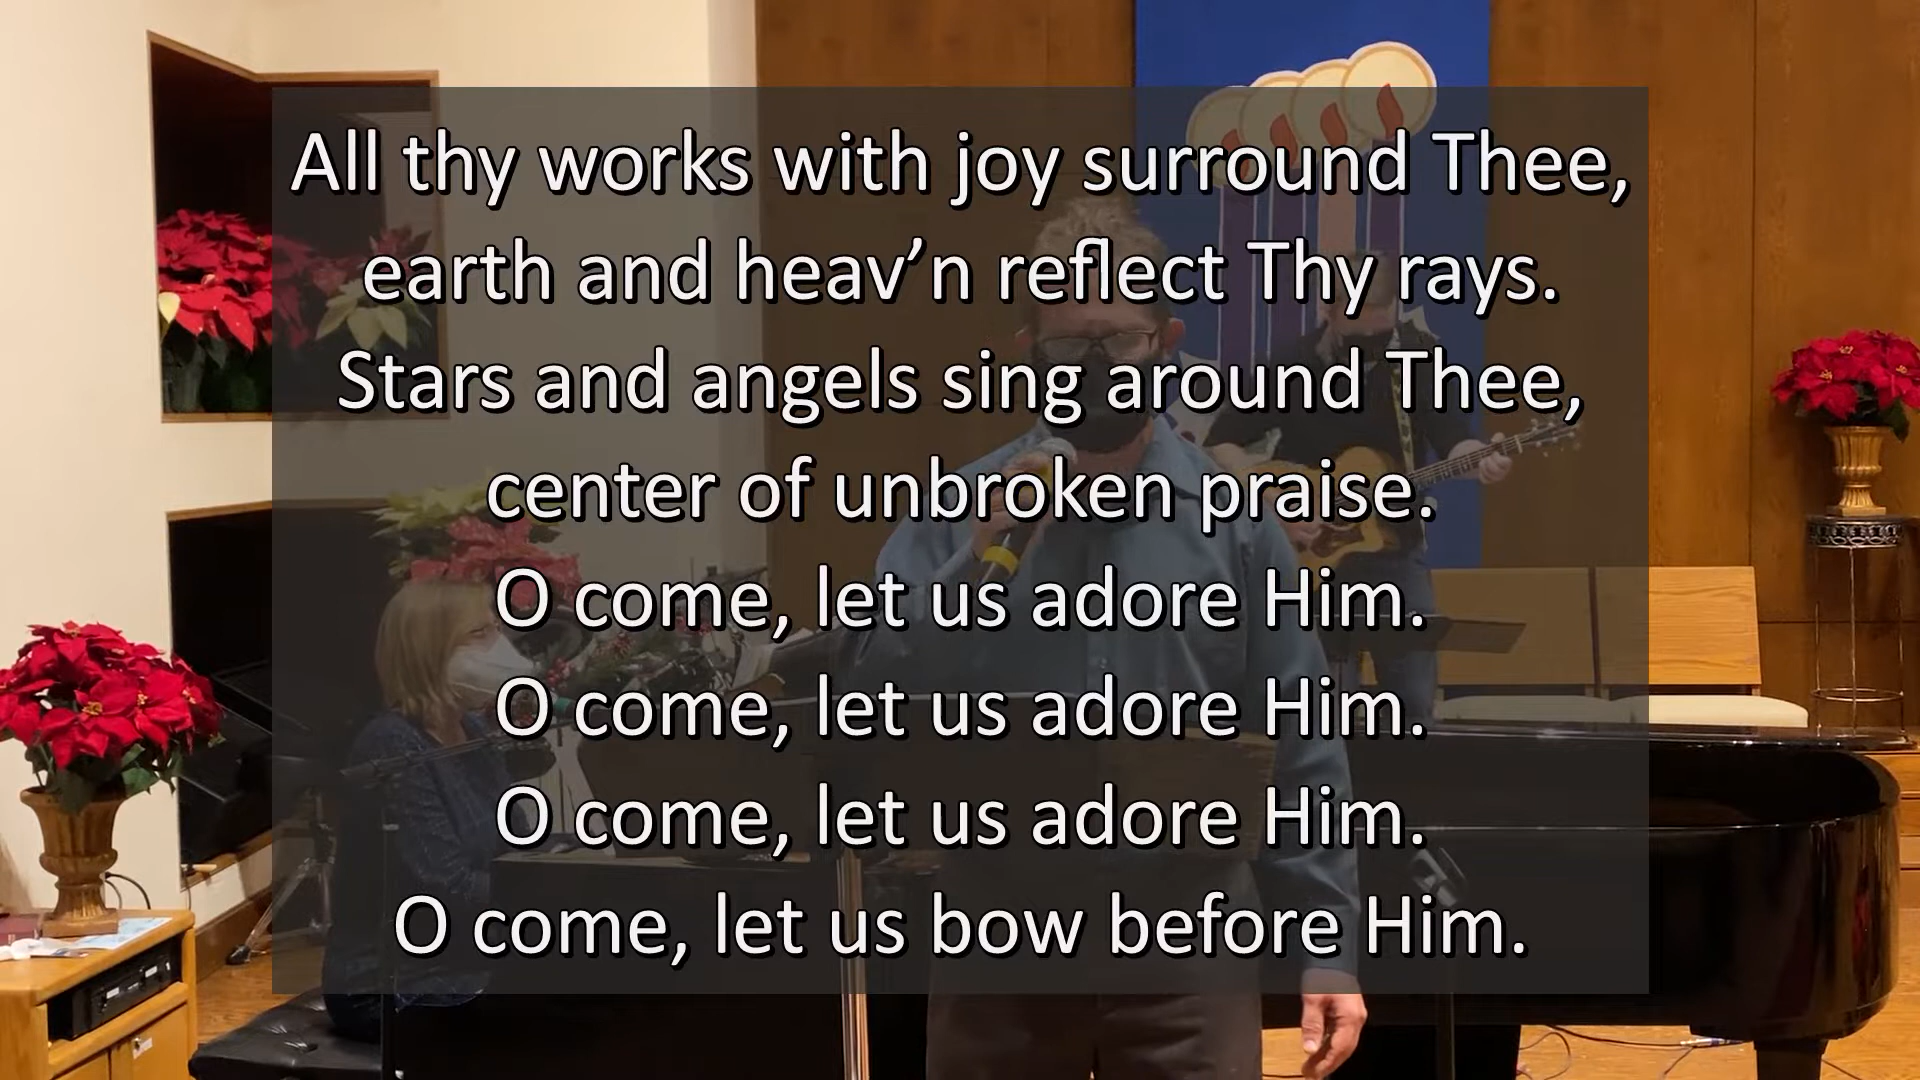 All thy works with joy surround Thee,
earth and heav’n reflect Thy rays.
Stars and angels sing around Thee,
center of unbroken praise.
O come, let us adore Him.
O come, let us adore Him.
O come, let us adore Him.
O come, let us bow before Him.